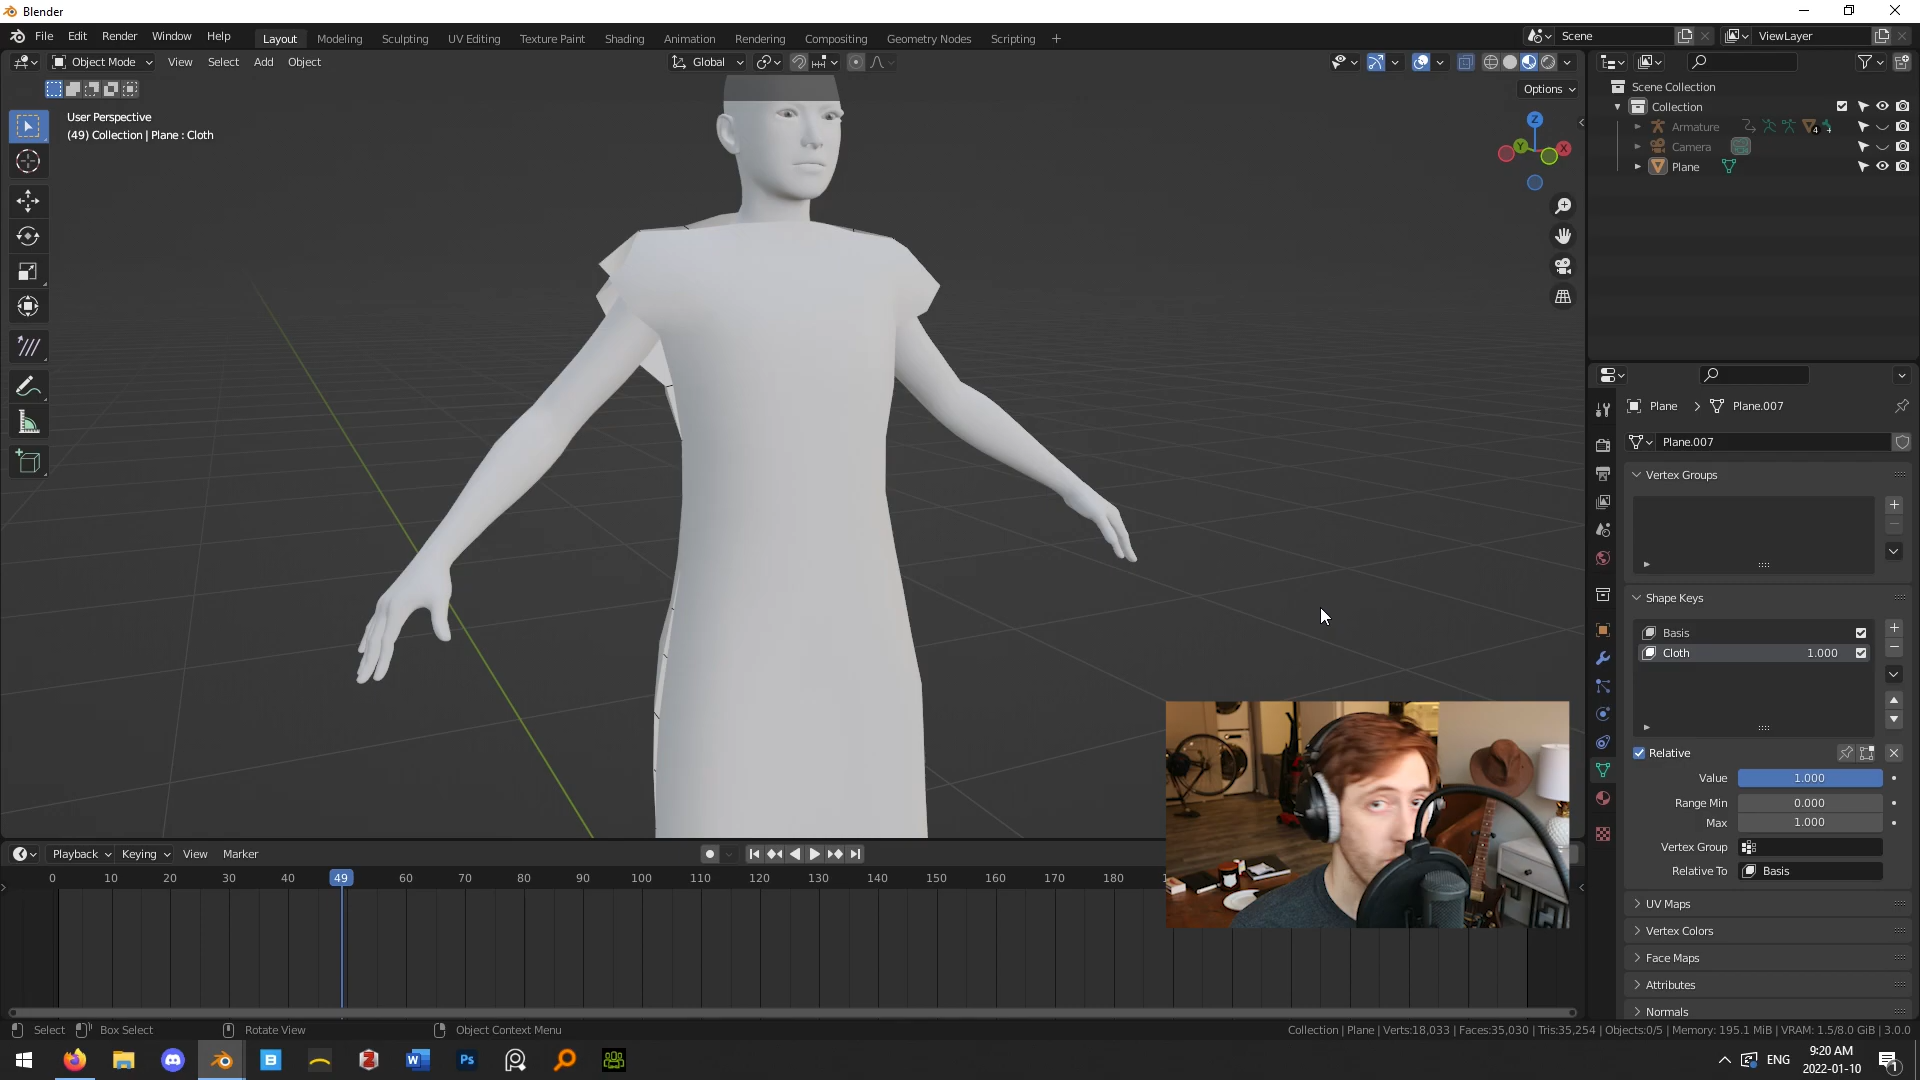 Blender
File Edit Render Window Help Layout Modeling Sculpting UV Editing Texture Paint Shading Animation Rendering Compositing Geometry Nodes Scripting + Scene ViewLayer
Object Mode View Select Add Object Global
Options
User Perspective
(49) Collection | Plane : Cloth
Z
Y X
Scene Collection
Collection
Armature 4
Camera
Plane
Plane > Plane.007
Plane.007
Vertex Groups
Shape Keys
Basis
Cloth 1.000
Relative
Value 1.000
Range Min 0.000
Max 1.000
Vertex Group
Relative To Basis
UV Maps
Vertex Colors
Face Maps
Attributes
Normals
Playback Keying View Marker
0 10 20 30 40 49 60 70 80 90 100 110 120 130 140 150 160 170 180
Select Box Select Rotate View Object Context Menu
Collection | Plane | Verts:18,033 | Faces:35,030 | Tris:35,254 | Objects:0/5 | Memory: 195.1 MiB | VRAM: 1.5/8.0 GiB | 3.0.0
ENG 9:20 AM
2022-01-10